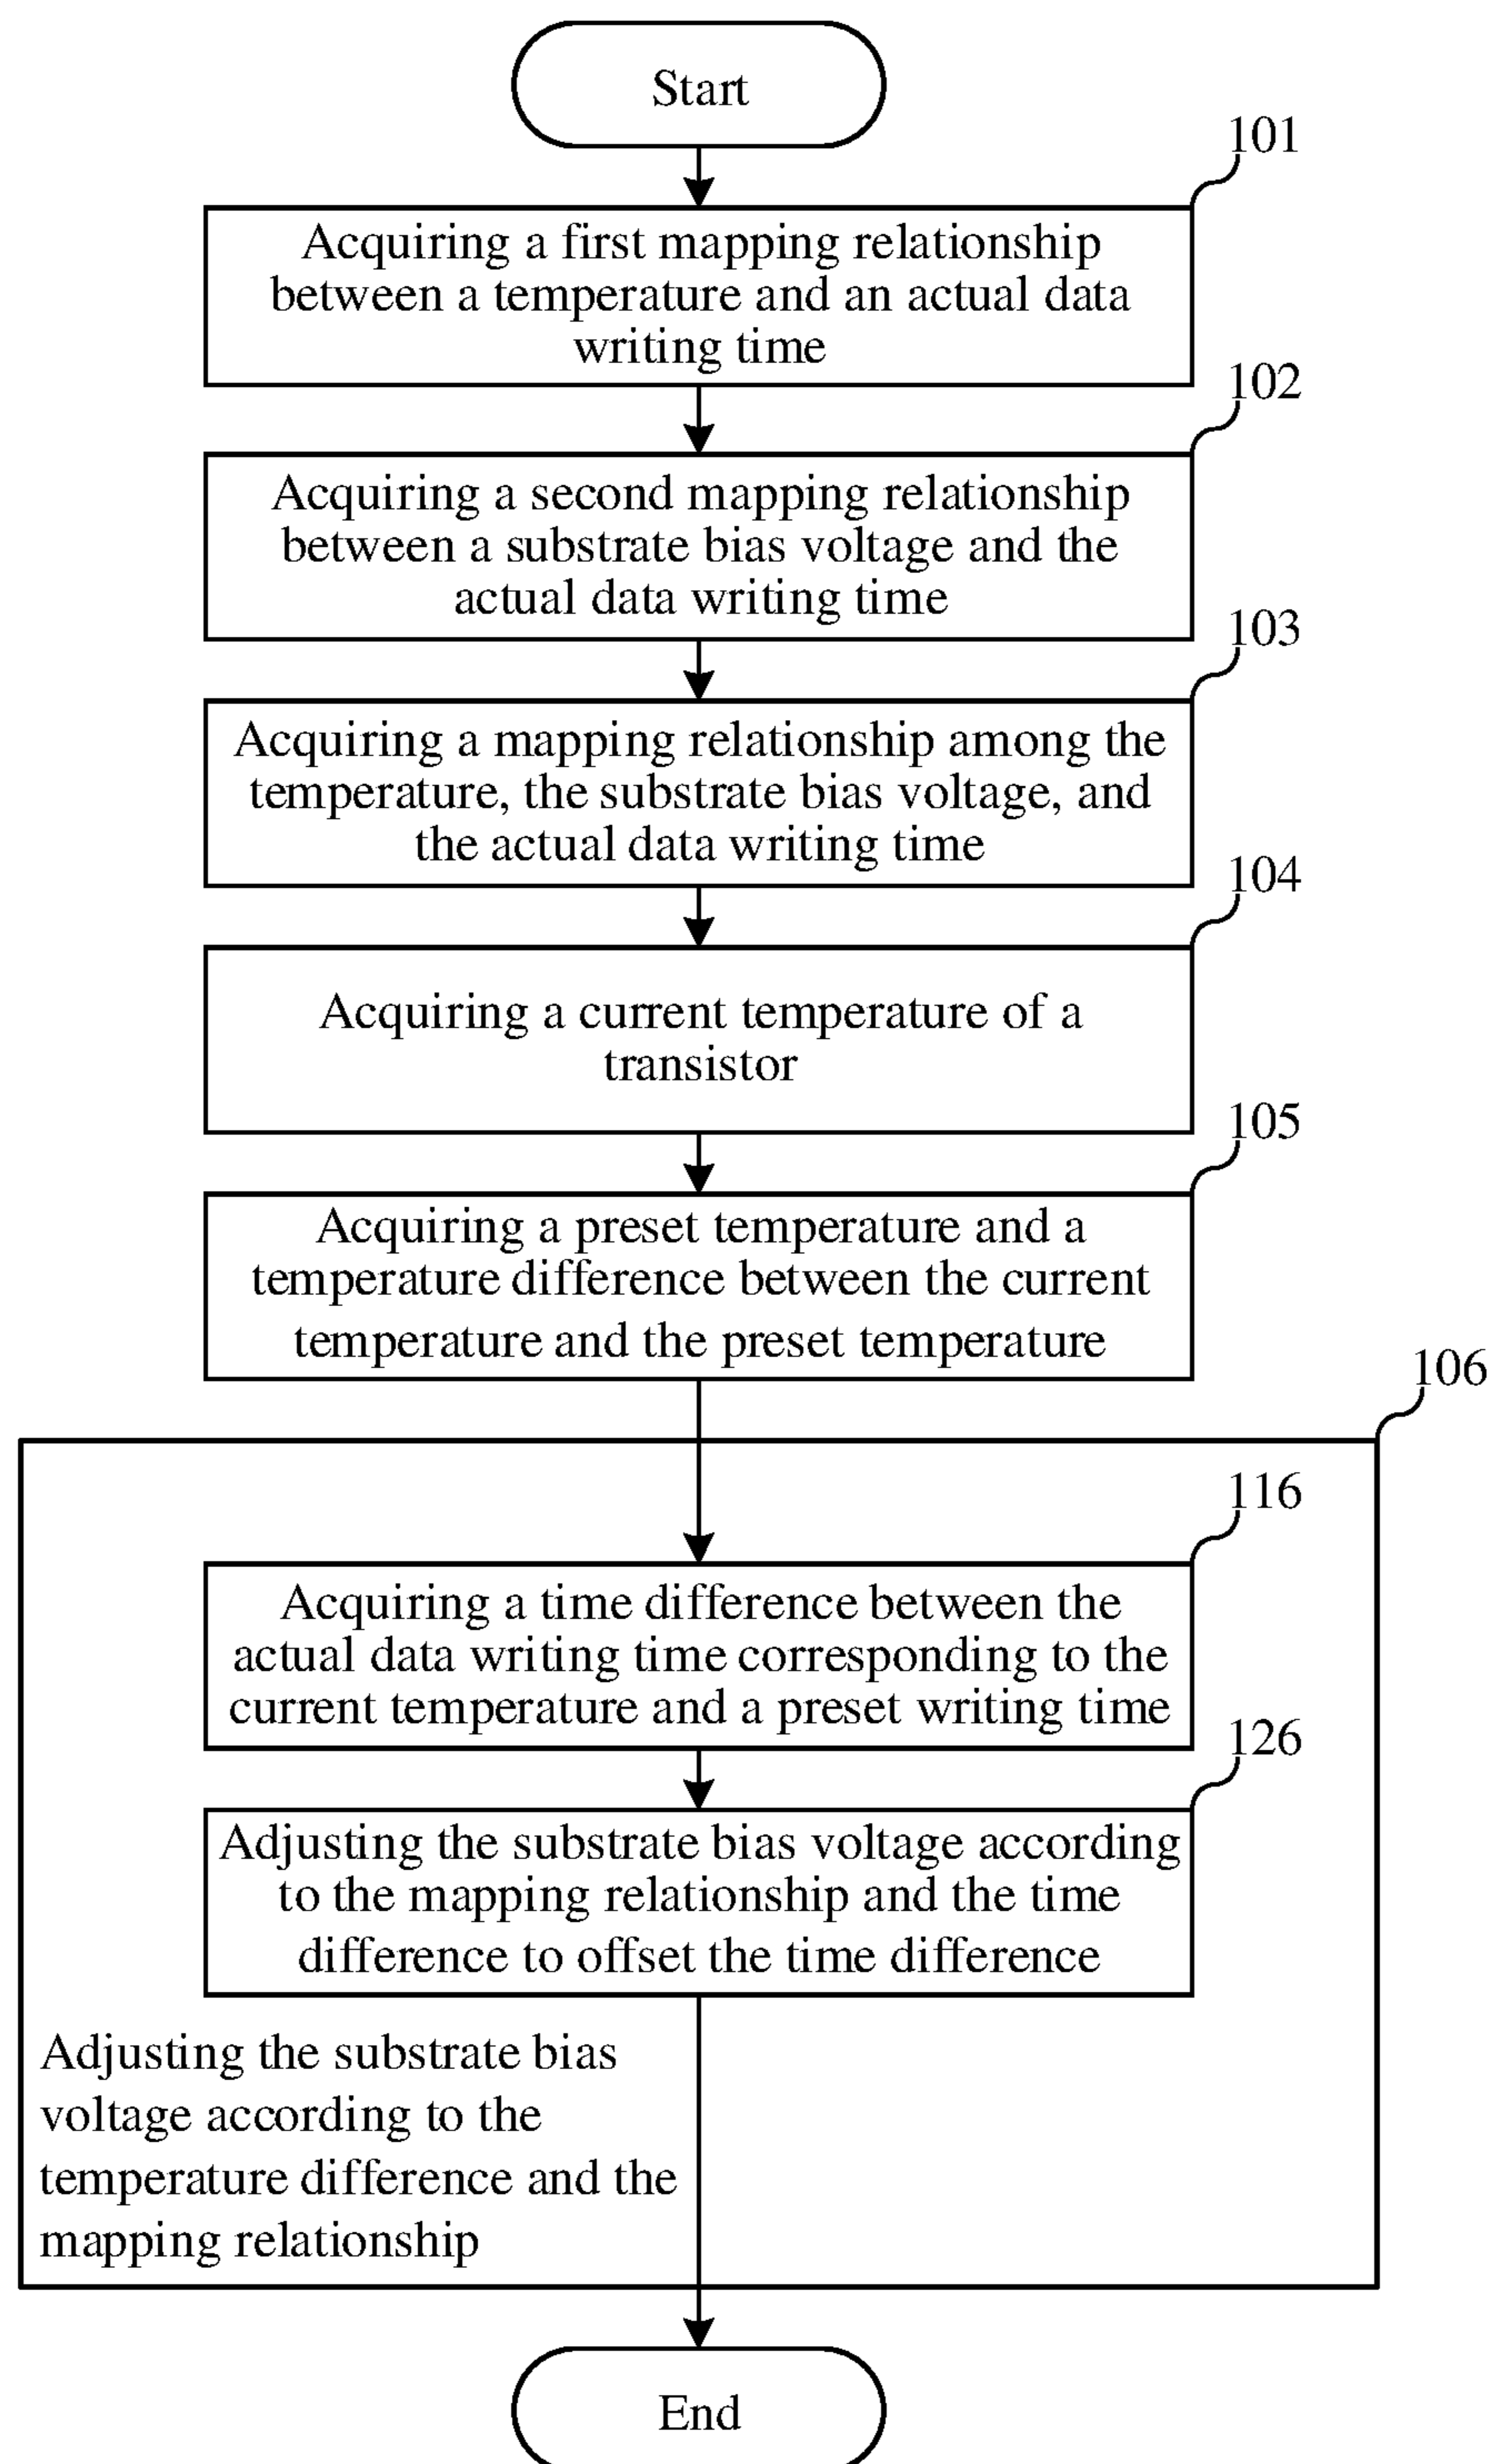 Start
101
Acquiring a first mapping relationship
between a temperature and an actual data
writing time
102
Acquiring a second mapping relationship
between a substrate bias voltage and the
actual data writing time
103
Acquiring a mapping relationship among the
temperature, the substrate bias voltage, and
the actual data writing time
104
Acquiring a current temperature of a
transistor
105
Acquiring a preset temperature and a
temperature difference between the current
temperature and the preset temperature
106
116
Acquiring a time difference between the
actual data writing time corresponding to the
current temperature and a preset writing time
126
Adjusting the substrate bias voltage according
to the mapping relationship and the time
difference to offset the time difference
Adjusting the substrate bias
voltage according to the
temperature difference and the
mapping relationship
End